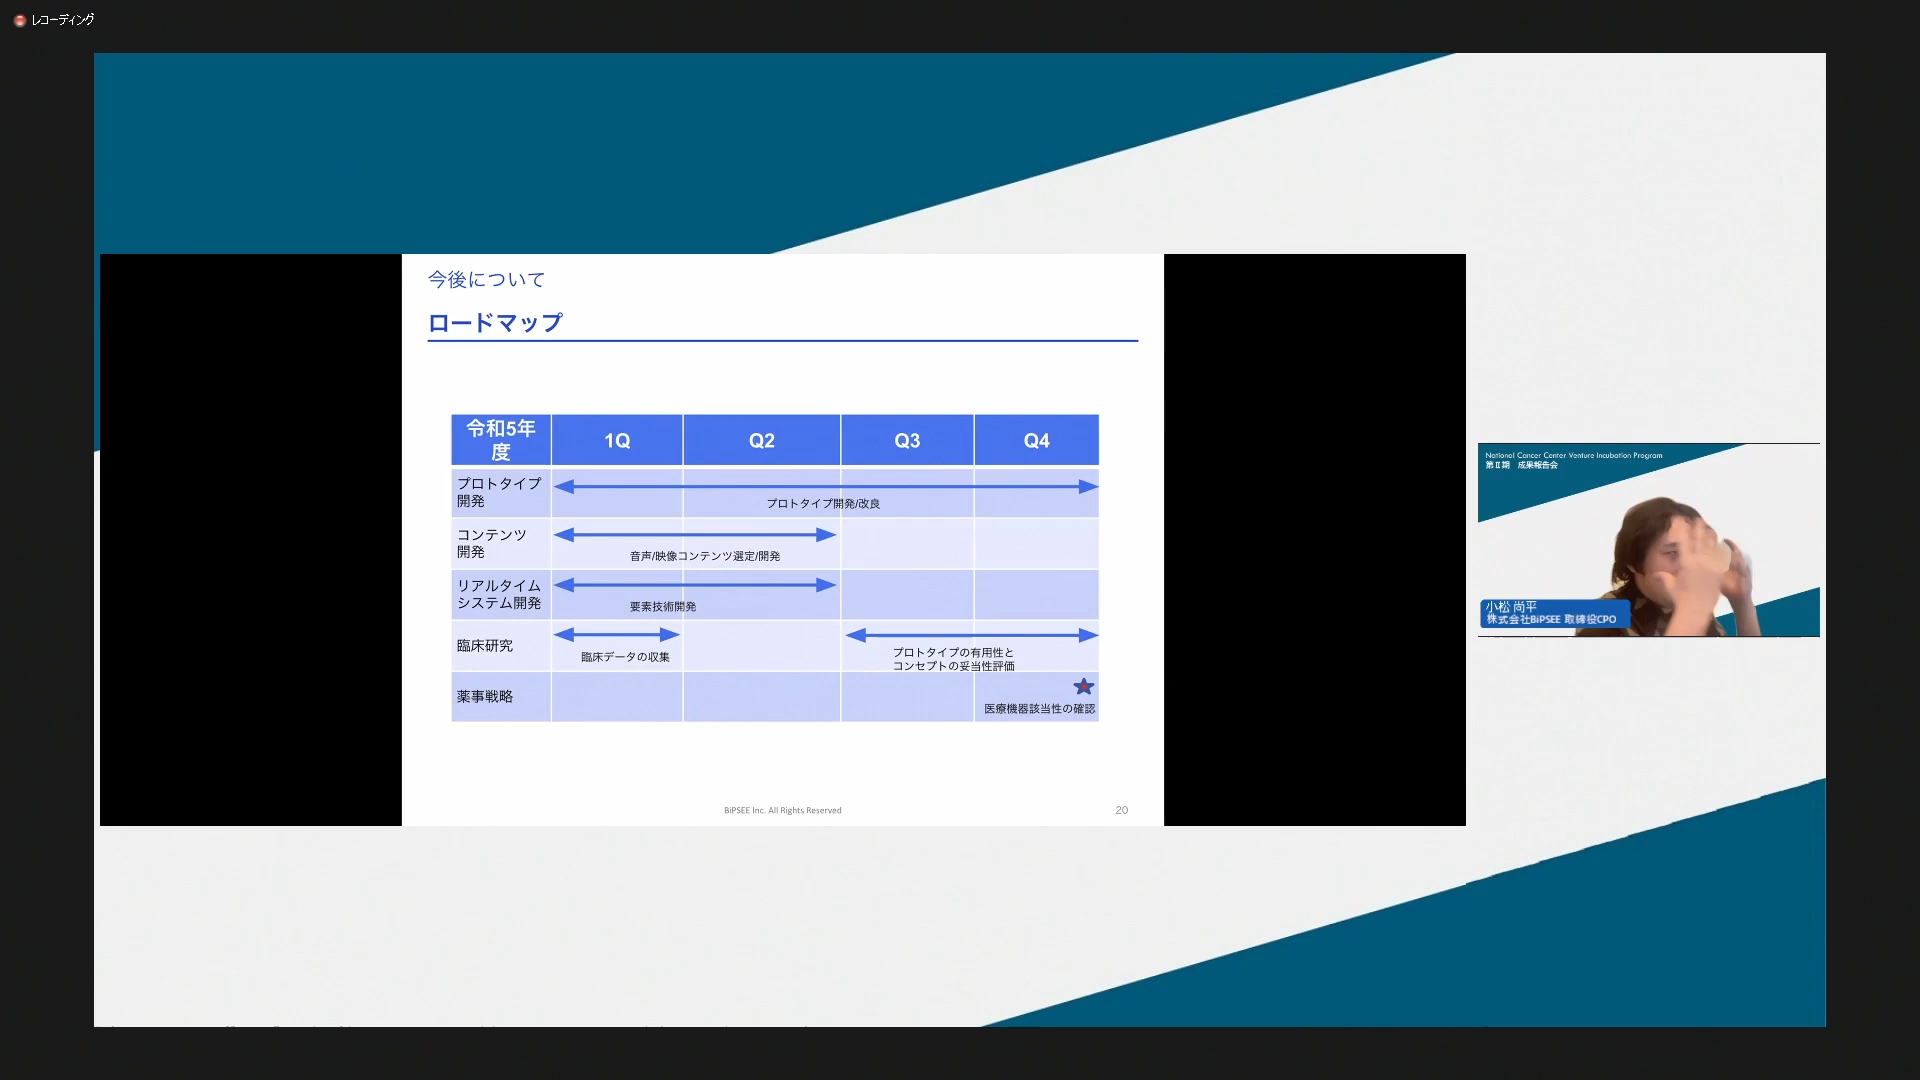 レコーディング
今後について
ロードマップ
令和5年
度
1Q
Q2
Q3
Q4
プロトタイプ
開発
プロトタイプ開発/改良
コンテンツ
開発
音声/映像コンテンツ選定/開発
リアルタイム
システム開発
要素技術開発
臨床研究
臨床データの収集
プロトタイプの有用性と
コンセプトの妥当性評価
薬事戦略
医療機器該当性の確認
BiPSEE Inc. All Rights Reserved
20
National Cancer Center Venture Incubation Program
第Ⅱ期 成果報告会
小松 尚平
株式会社BiPSEE 取締役CPO